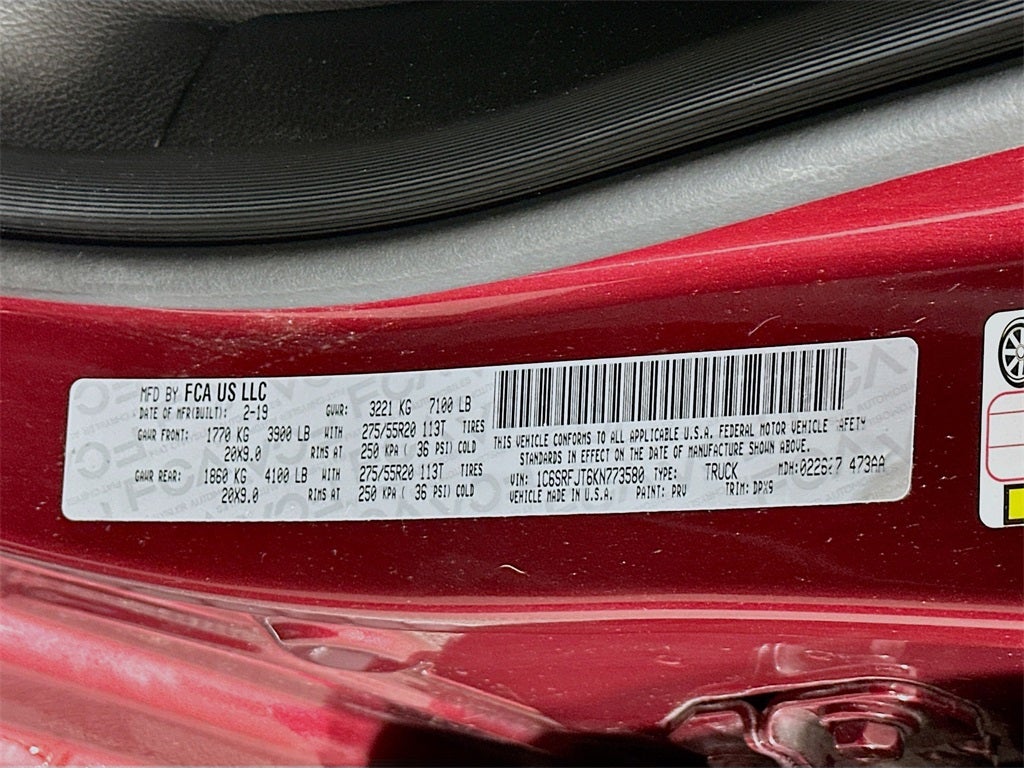 MFD BY FCA US LLC
DATE OF MFR(BUILT): 2-19 GVWR: 3221 KG 7100 LB
GAWR FRONT: 1770 KG 3900 LB WITH 275/55R20 113T TIRES
20X9.0 RIMS AT 250 KPA ( 36 PSI) COLD
GAWR REAR: 1860 KG 4100 LB WITH 275/55R20 113T TIRES
20X9.0 RIMS AT 250 KPA ( 36 PSI) COLD
THIS VEHICLE CONFORMS TO ALL APPLICABLE U.S.A. FEDERAL MOTOR VEHICLE SAFETY
STANDARDS IN EFFECT ON THE DATE OF MANUFACTURE SHOWN ABOVE.
VIN: 1C6SRFJT6KN773580 TYPE: TRUCK MDH: 473AA
VEHICLE MADE IN U.S.A. PAINT: PRV TRIM: DPX9